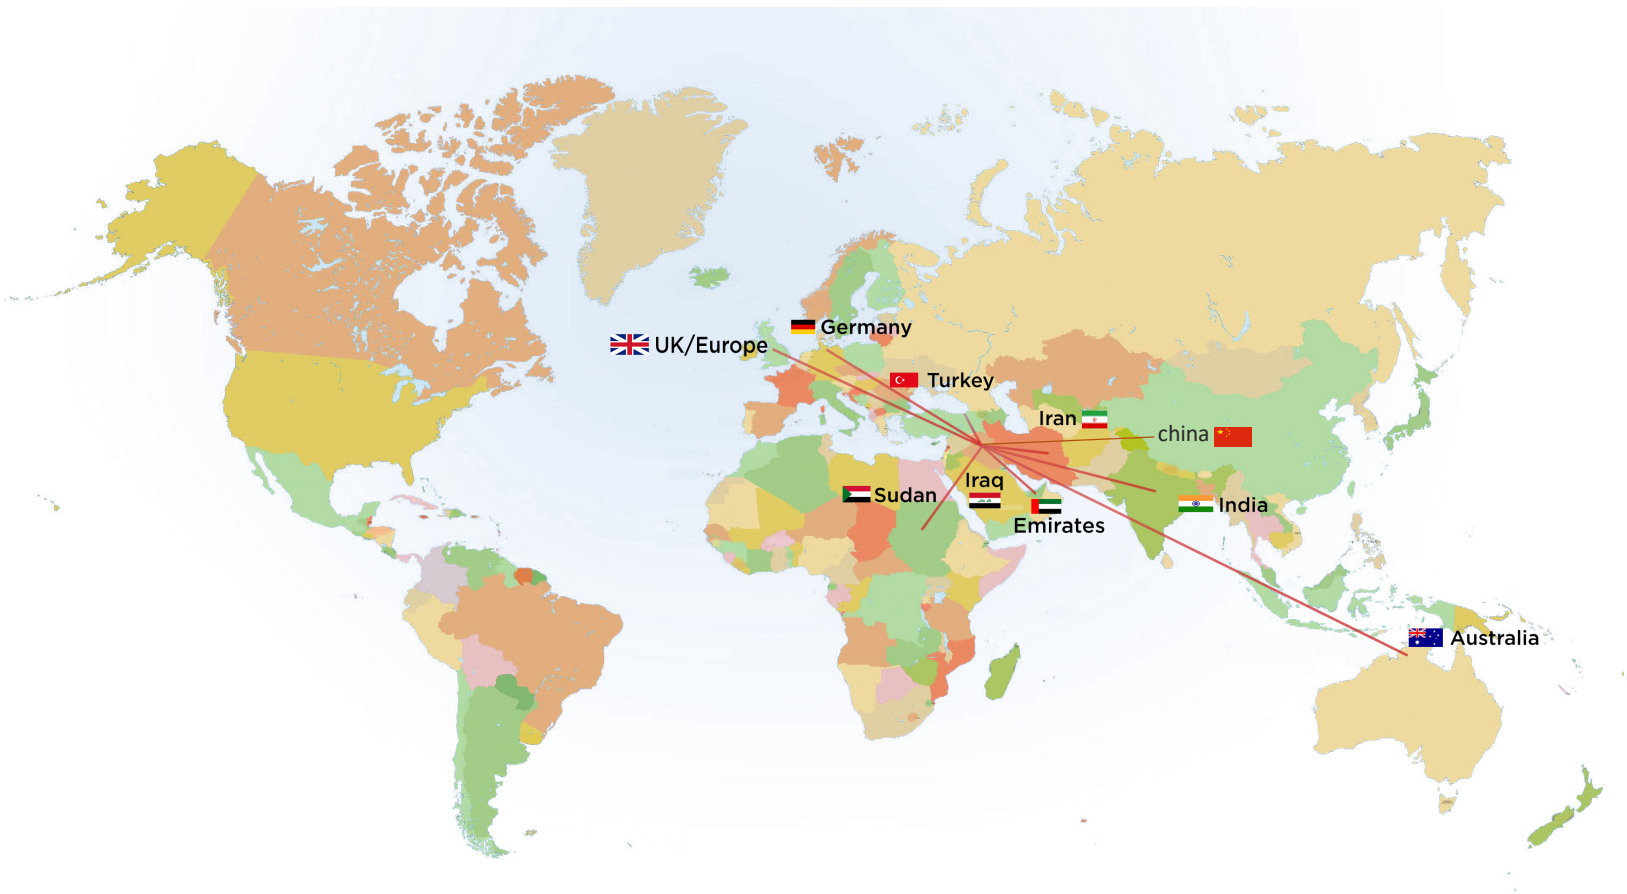 Germany
UK/Europe
Turkey
Iran
china
Iraq
Sudan
India
Emirates
Australia